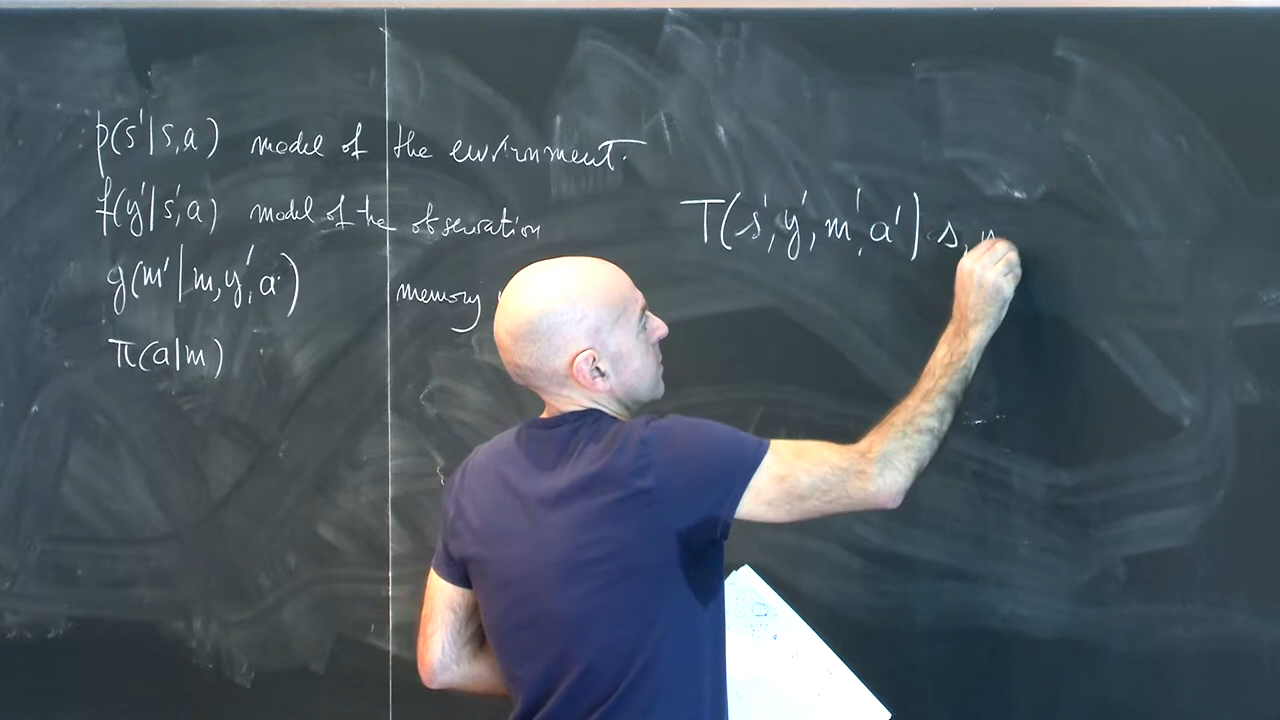 p(s'|s,a) model of the environment.
f(y'|s',a) model of the observation
g(m'|m,y',a) memory
π(a|m)
T(s',y',m',a') s,